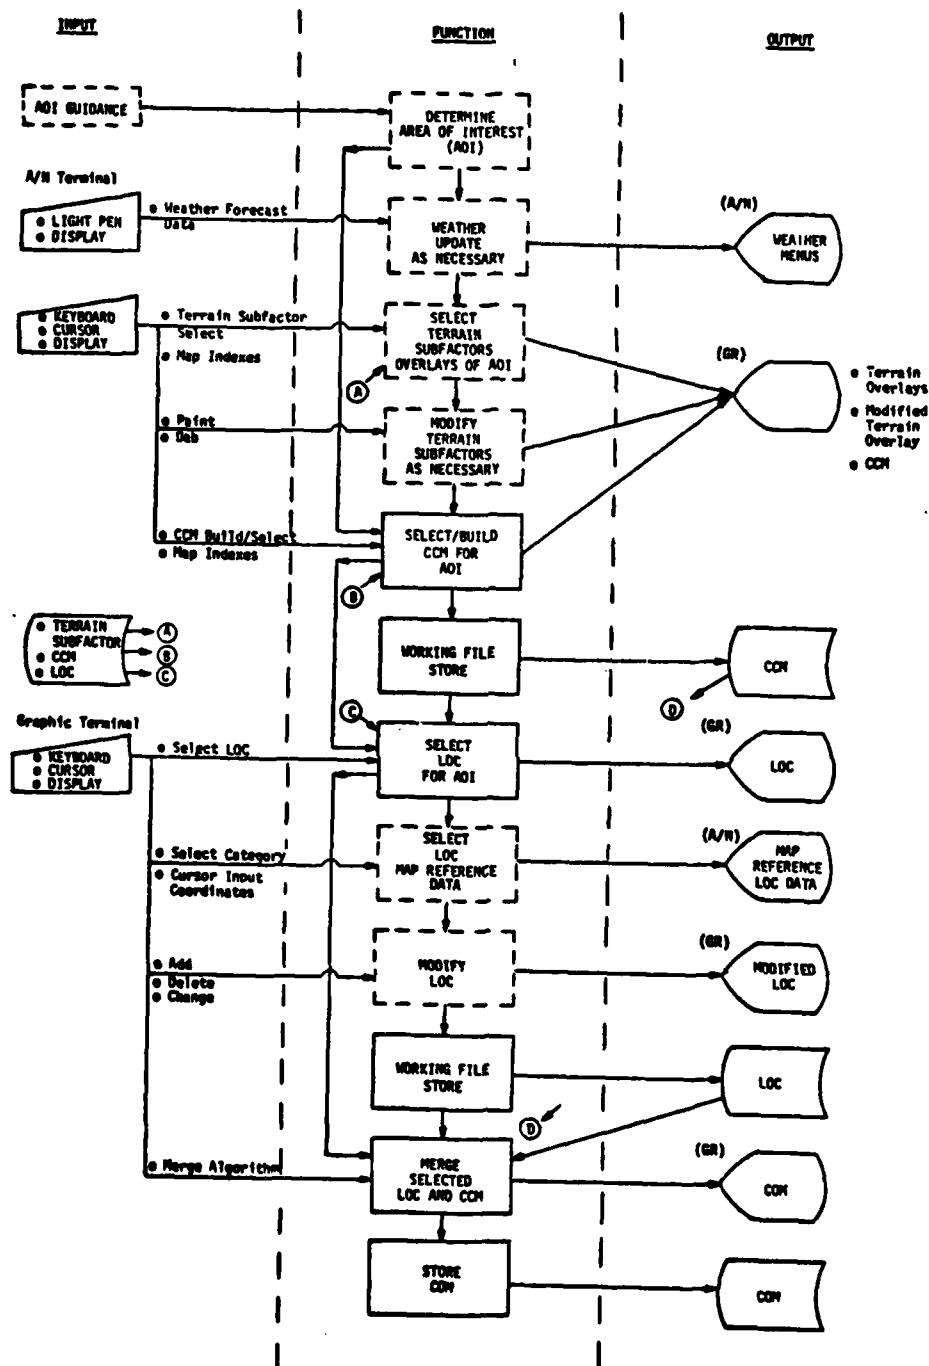 INPUT
FUNCTION
OUTPUT
AOI GUIDANCE
DETERMINE
AREA OF INTEREST
(AOI)
A/N Terminal
● LIGHT PEN
● DISPLAY
● Weather Forecast
Data
WEATHER
UPDATE
AS NECESSARY
(A/N)
WEATHER
MENUS
● KEYBOARD
● CURSOR
● DISPLAY
● Terrain Subfactor
Select
● Map Indexes
SELECT
TERRAIN
SUBFACTORS
OVERLAYS OF AOI
A
(GR)
● Terrain
Overlays
● Modified
Terrain
Overlay
● CCM
● Paint
● Dab
MODIFY
TERRAIN
SUBFACTORS
AS NECESSARY
● CCM Build/Select
● Map Indexes
SELECT/BUILD
CCM FOR
AOI
B
● TERRAIN
SUBFACTOR
● CCM
● LOC
A
B
C
WORKING FILE
STORE
CCM
D
Graphic Terminal
● KEYBOARD
● CURSOR
● DISPLAY
● Select LOC
C
SELECT
LOC
FOR AOI
(GR)
LOC
● Select Category
● Cursor Input
Coordinates
SELECT
LOC
MAP REFERENCE
DATA
(A/N)
MAP
REFERENCE
LOC DATA
● Add
● Delete
● Change
MODIFY
LOC
(GR)
MODIFIED
LOC
WORKING FILE
STORE
LOC
D
● Merge Algorithm
MERGE
SELECTED
LOC AND CCM
(GR)
COM
STORE
COM
COM